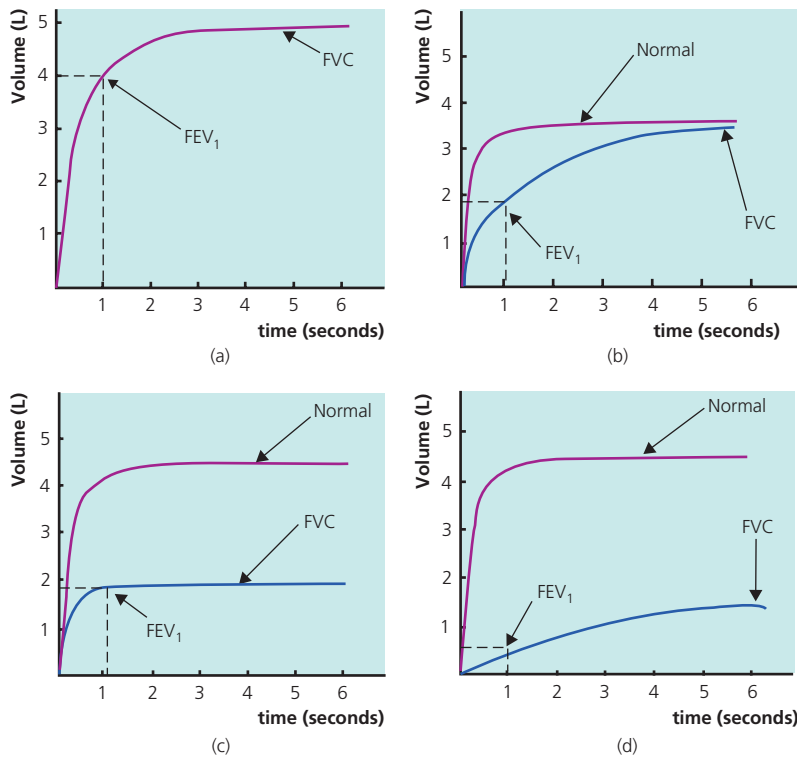 Volume (L)
5
4
3
2
1
FVC
FEV₁
1 2 3 4 5 6
time (seconds)
(a)
Volume (L)
5
4
3
2
1
Normal
FVC
FEV₁
1 2 3 4 5 6
time (seconds)
(b)
Volume (L)
5
4
3
2
1
Normal
FVC
FEV₁
1 2 3 4 5 6
time (seconds)
(c)
Volume (L)
5
4
3
2
1
Normal
FVC
FEV₁
1 2 3 4 5 6
time (seconds)
(d)